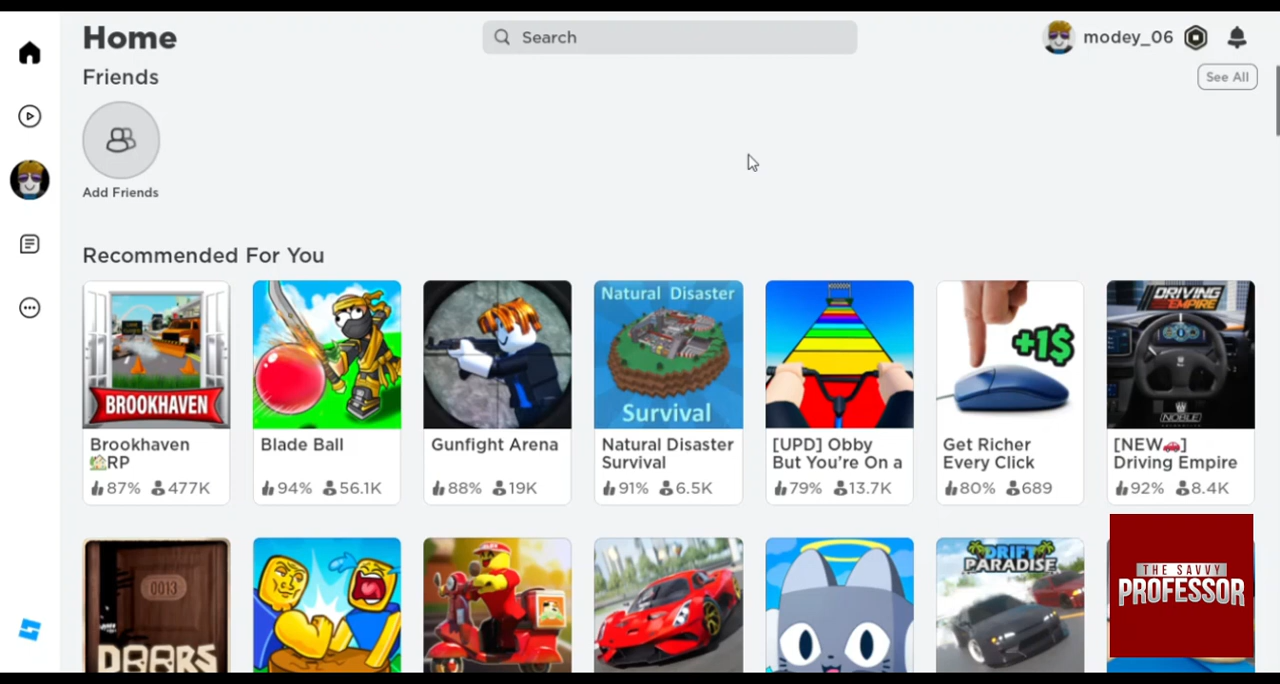 Home
Search
modey_06
Friends
See All
Add Friends
Recommended For You
BROOKHAVEN
Brookhaven
🏡RP
87% 477K
Blade Ball
94% 56.1K
Gunfight Arena
88% 19K
Natural Disaster
Survival
Natural Disaster
Survival
91% 6.5K
[UPD] Obby
But You're On a
79% 13.7K
+1$
Get Richer
Every Click
80% 689
DRIVING
EMPIRE
NOBLE
[NEW🚗]
Driving Empire
92% 8.4K
0013
DOORS
DRIFT
PARADISE
THE SAVVY
PROFESSOR